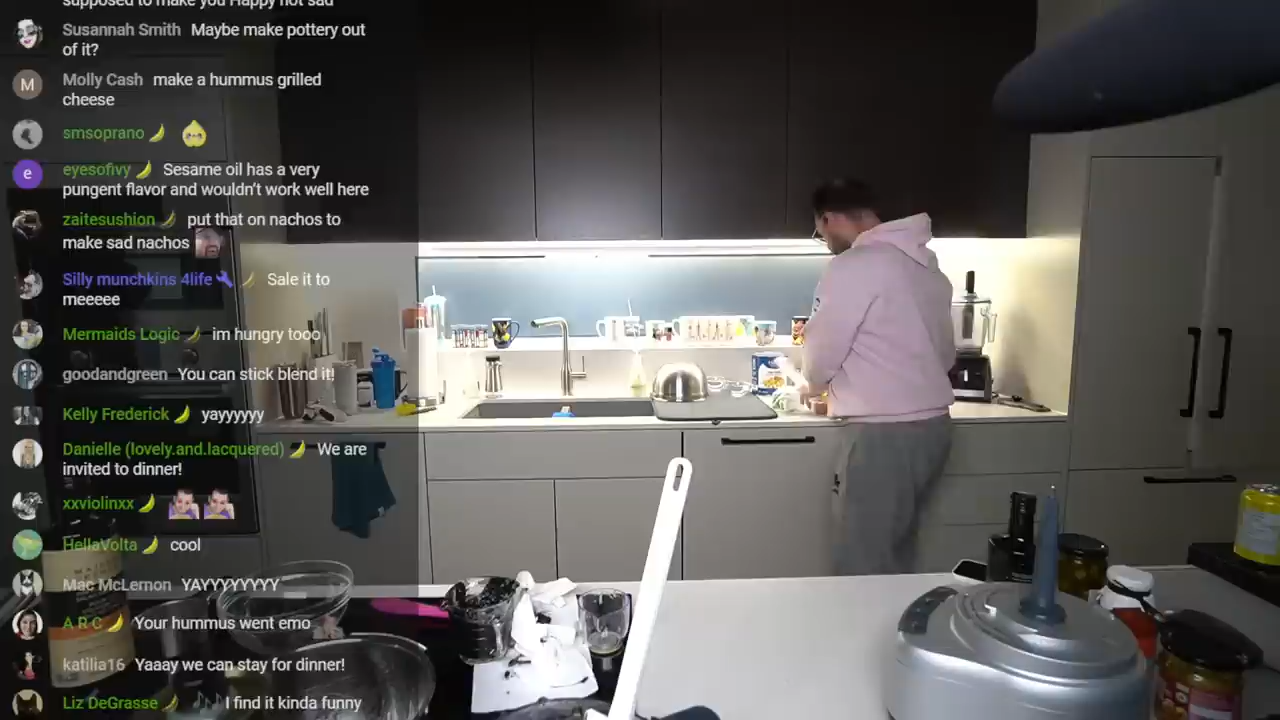 supposed to make you Happy not sad
Susannah Smith Maybe make pottery out
of it?
M
Molly Cash make a hummus grilled
cheese
smsoprano
e
eyesofivy Sesame oil has a very
pungent flavor and wouldn't work well here
zaitesushion put that on nachos to
make sad nachos
Silly munchkins 4life Sale it to
meeeee
Mermaids Logic im hungry tooo
goodandgreen You can stick blend it!
Kelly Frederick yayyyyyy
Danielle (lovely.and.lacquered) We are
invited to dinner!
xxviolinxx
HellaVolta cool
Mac McLernon YAYYYYYYYY
A R C Your hummus went emo
katilia16 Yaaay we can stay for dinner!
Liz DeGrasse 🎶I find it kinda funny